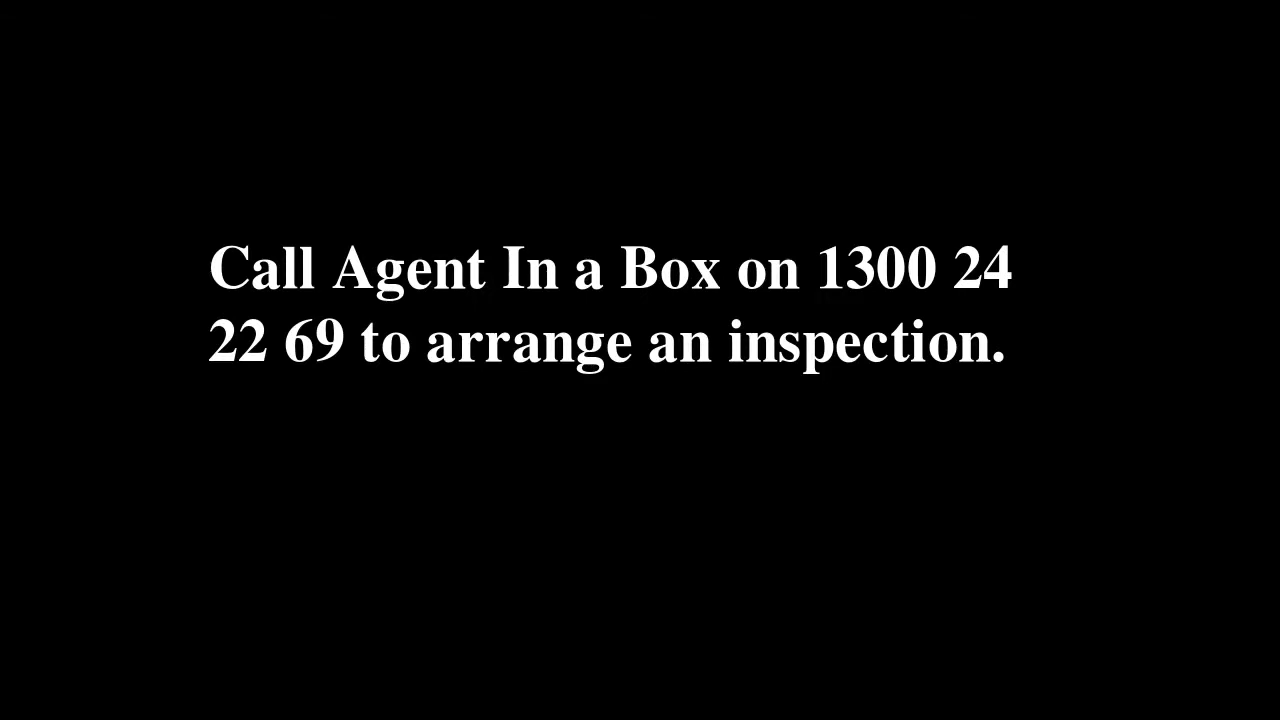 Call Agent In a Box on 1300 24
22 69 to arrange an inspection.